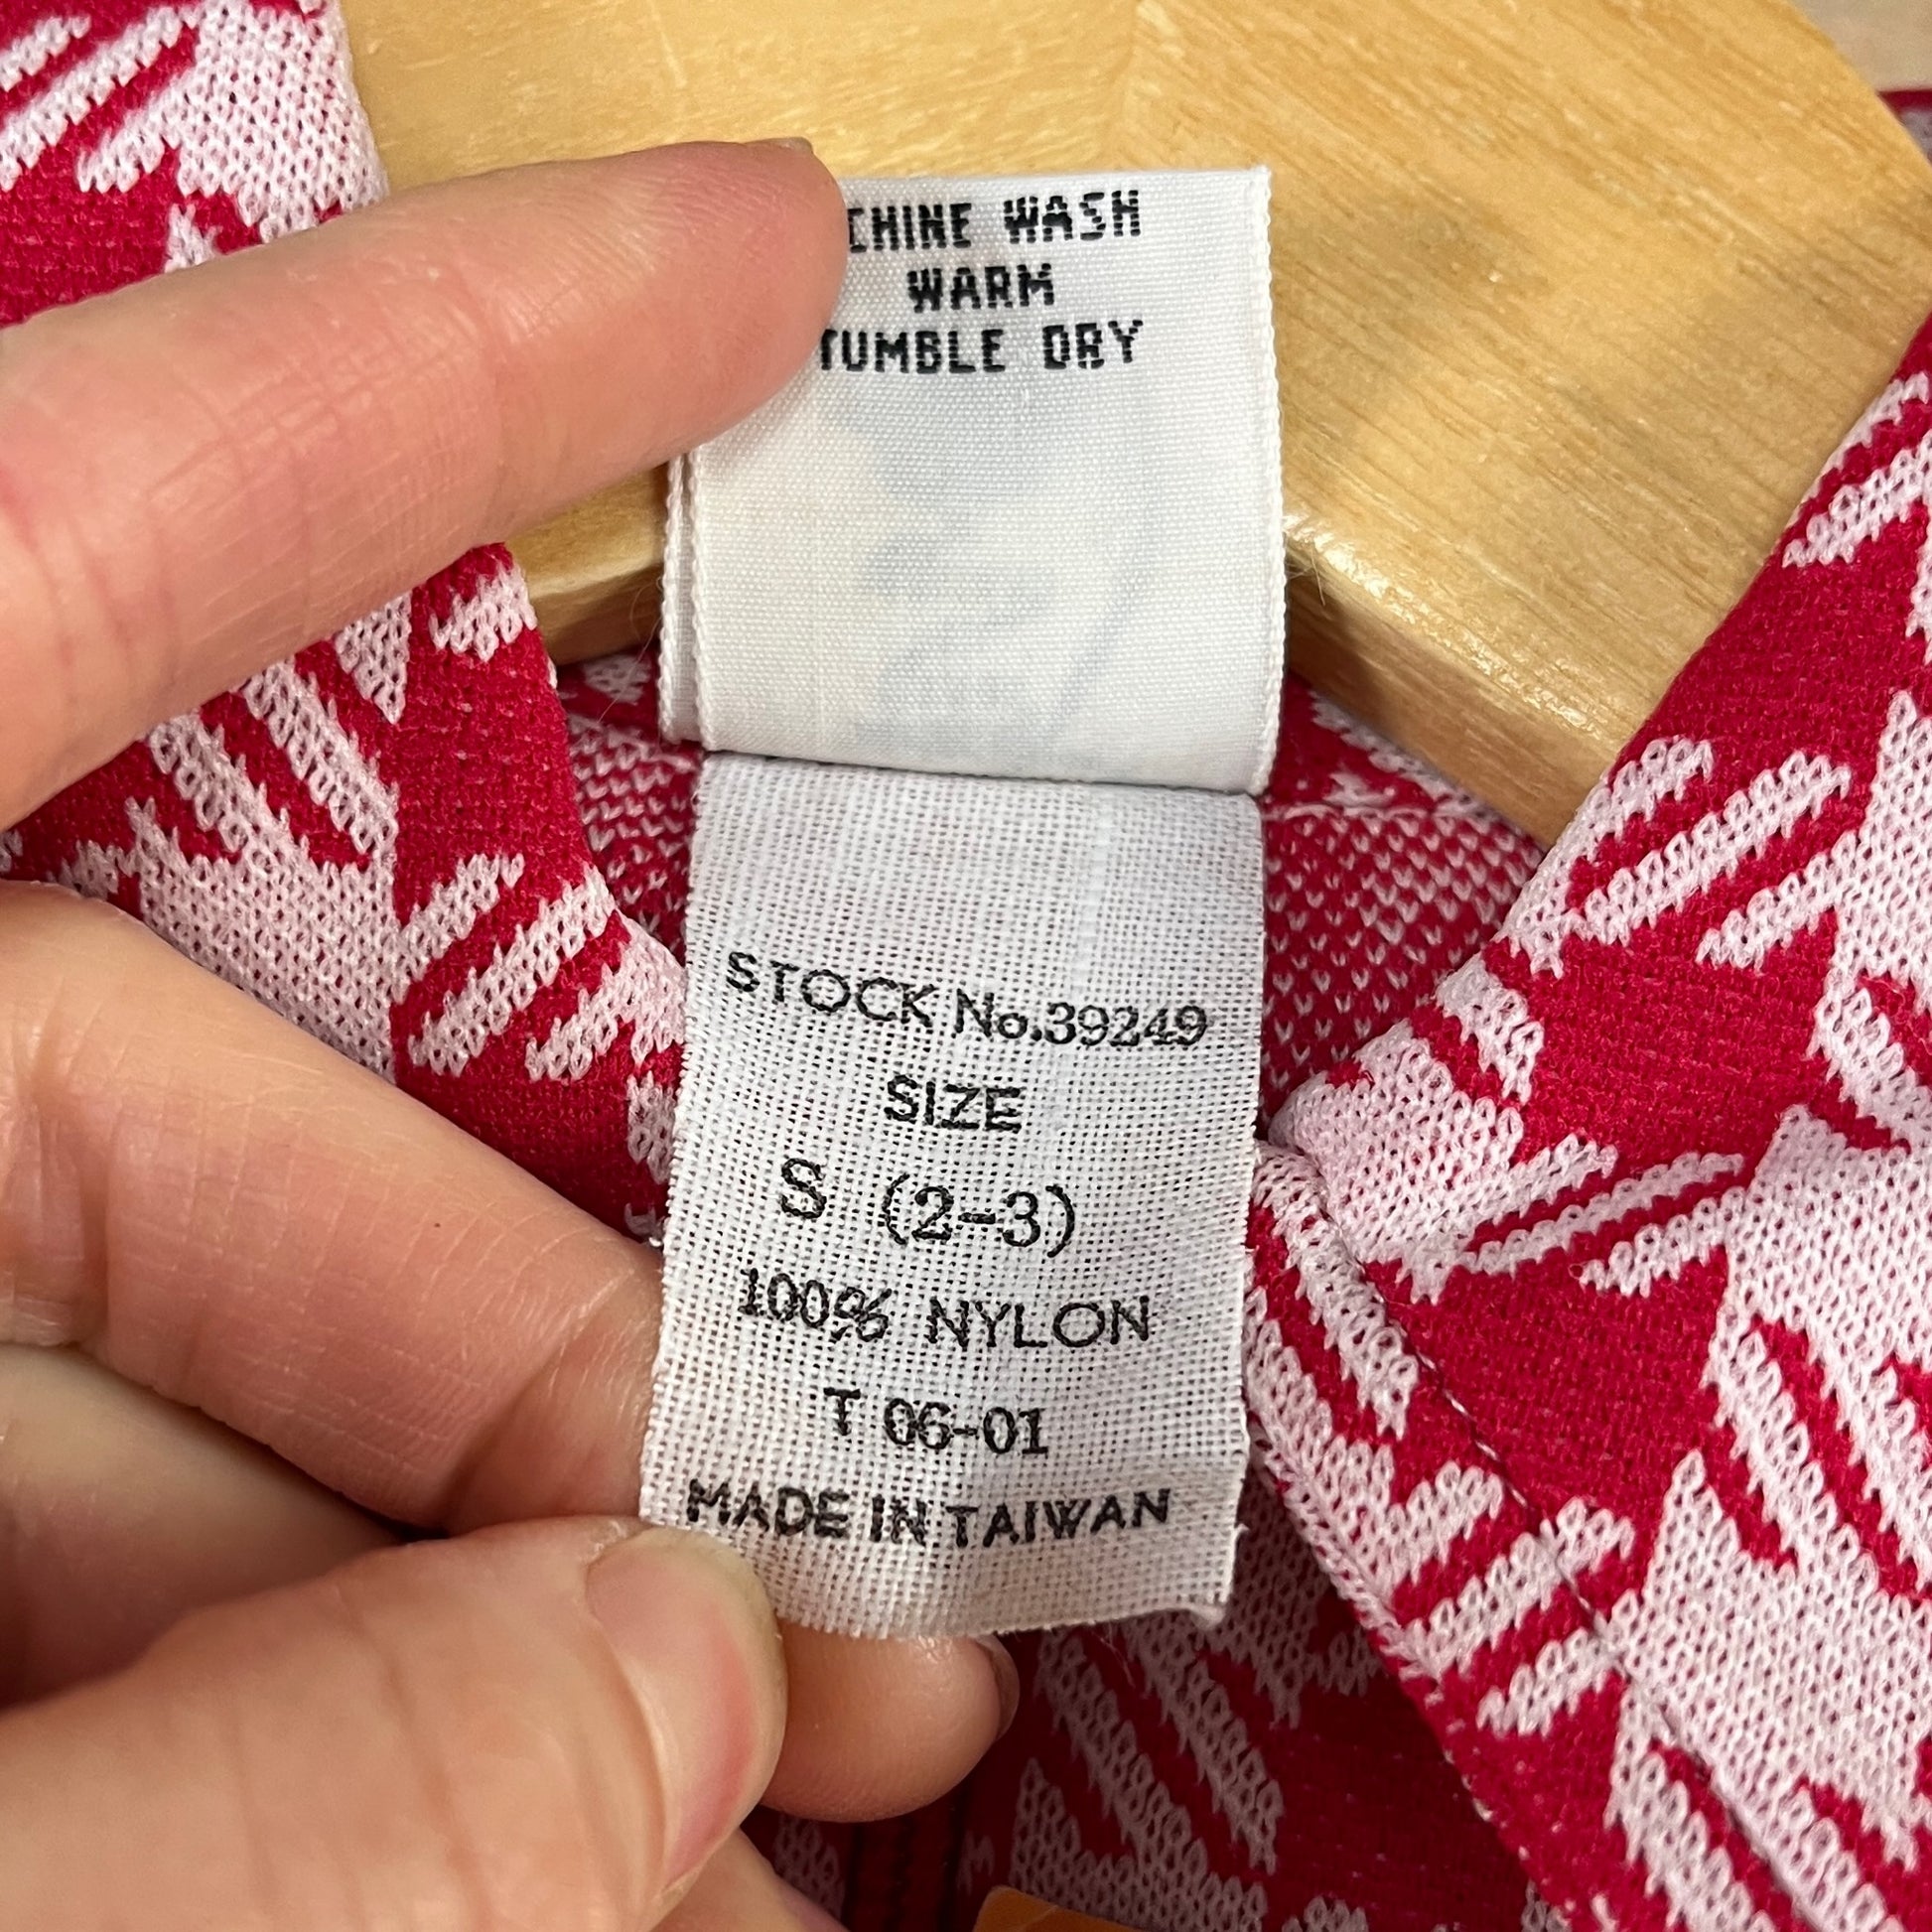 CHINE WASH
WARM
TUMBLE DRY
STOCK No.39249
SIZE
S (2-3)
100% NYLON
T 06-01
MADE IN TAIWAN